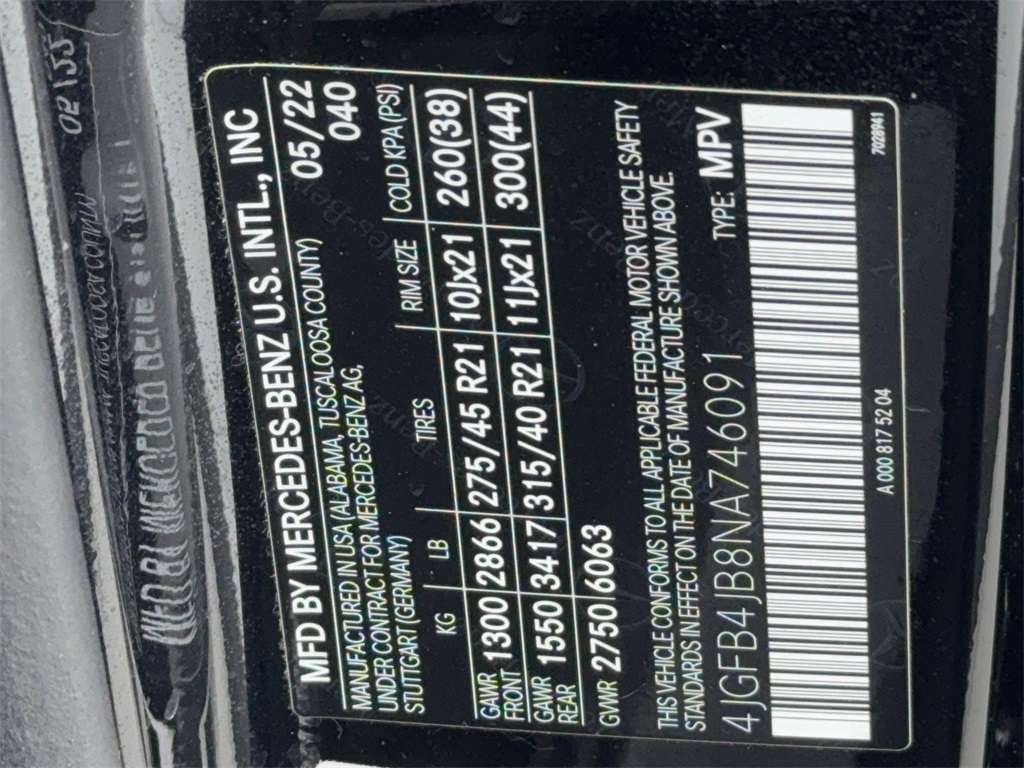 MFD BY MERCEDES-BENZ U.S. INTL., INC
MANUFACTURED IN USA (ALABAMA, TUSCALOOSA COUNTY) 05/22
UNDER CONTRACT FOR MERCEDES-BENZ AG, 040
STUTTGART (GERMANY)
KG LB TIRES RIM SIZE COLD KPA (PSI)
GAWR FRONT 1300 2866 275/45 R21 10Jx21 260(38)
GAWR REAR 1550 3417 315/40 R21 11Jx21 300(44)
GVWR 2750 6063
THIS VEHICLE CONFORMS TO ALL APPLICABLE FEDERAL MOTOR VEHICLE SAFETY
STANDARDS IN EFFECT ON THE DATE OF MANUFACTURE SHOWN ABOVE.
4JGFB4JB8NA746091 TYPE: MPV
A 000 817 52 04 7028941